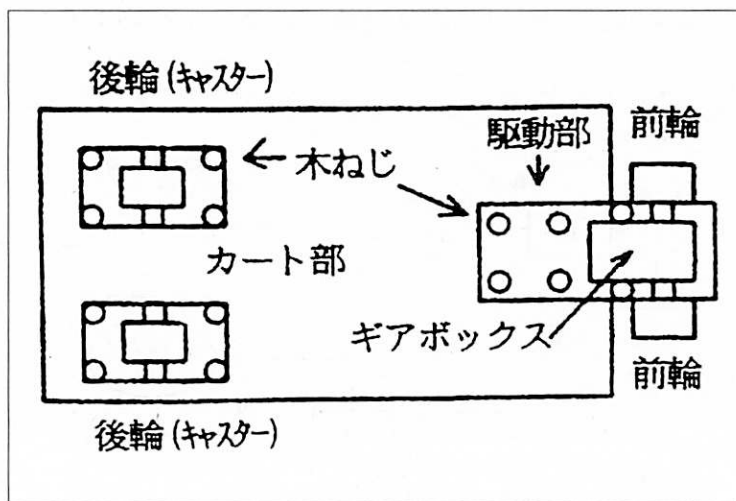 後輪(キャスター)
駆動部
前輪
木ねじ
カート部
ギアボックス
前輪
後輪(キャスター)